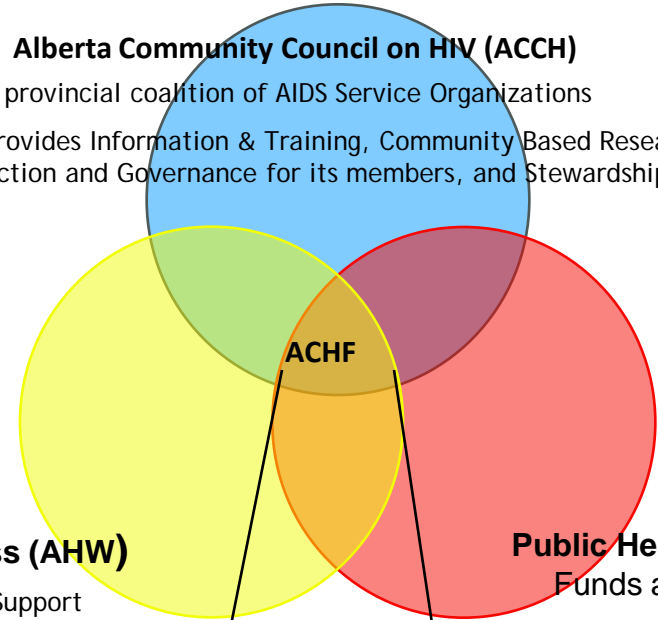 Alberta Community Council on HIV (ACCH)
provincial coalition of AIDS Service Organizations
rovides Information & Training, Community Based Resea
ction and Governance for its members, and Stewardship
ACHF
ss (AHW)
Public He
Support
Funds a